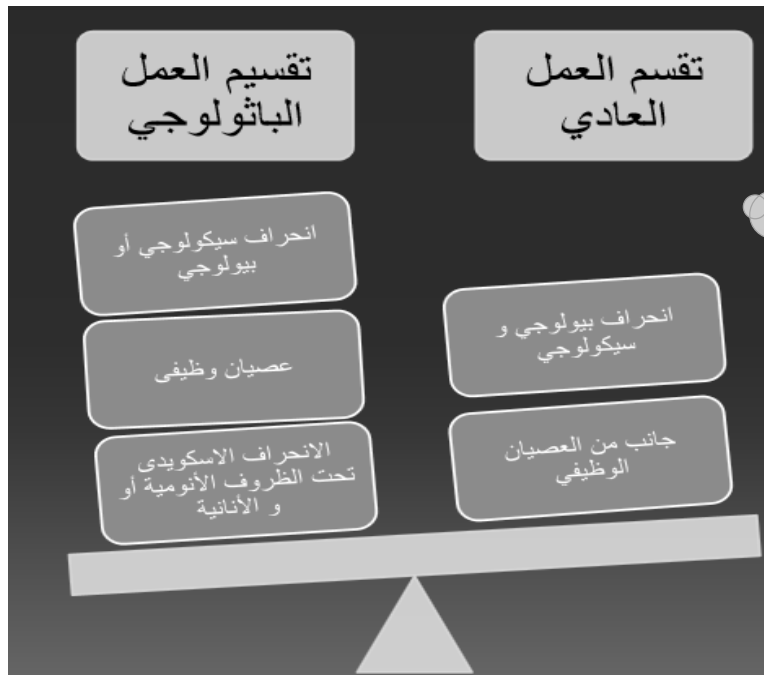 تقسم العمل
العادي
انحراف بيولوجي و
سيكولوجي
جانب من العصيان
الوظيفي
تقسيم العمل
الباثولوجي
انحراف سيكولوجي أو
بيولوجي
عصيان وظيفى
الانحراف الاسكويدى
تحت الظروف الأنومية أو
و الأنانية